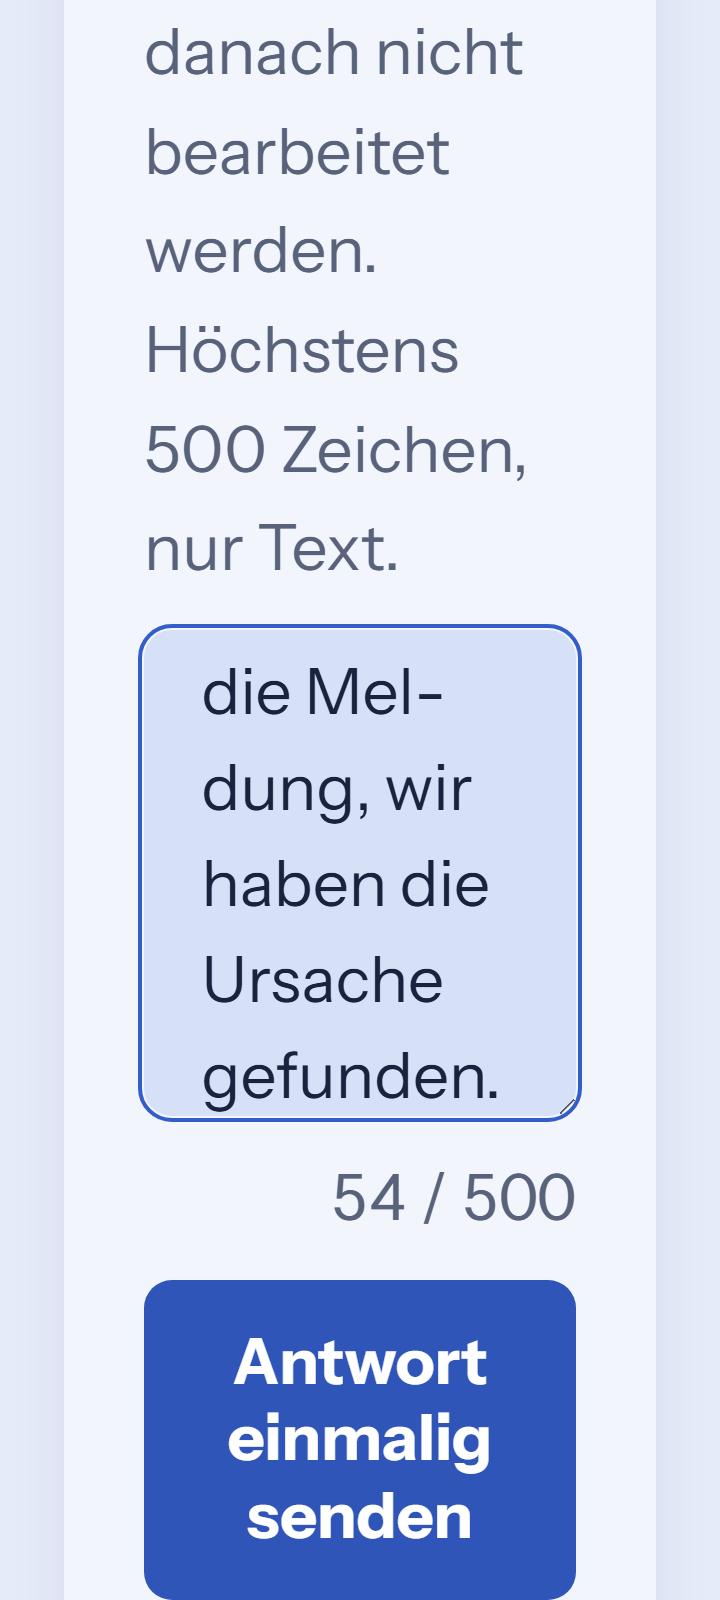 danach nicht
bearbeitet
werden.
Höchstens
500 Zeichen,
nur Text.
die Mel-
dung, wir
haben die
Ursache
gefunden.
54 / 500
Antwort
einmalig
senden